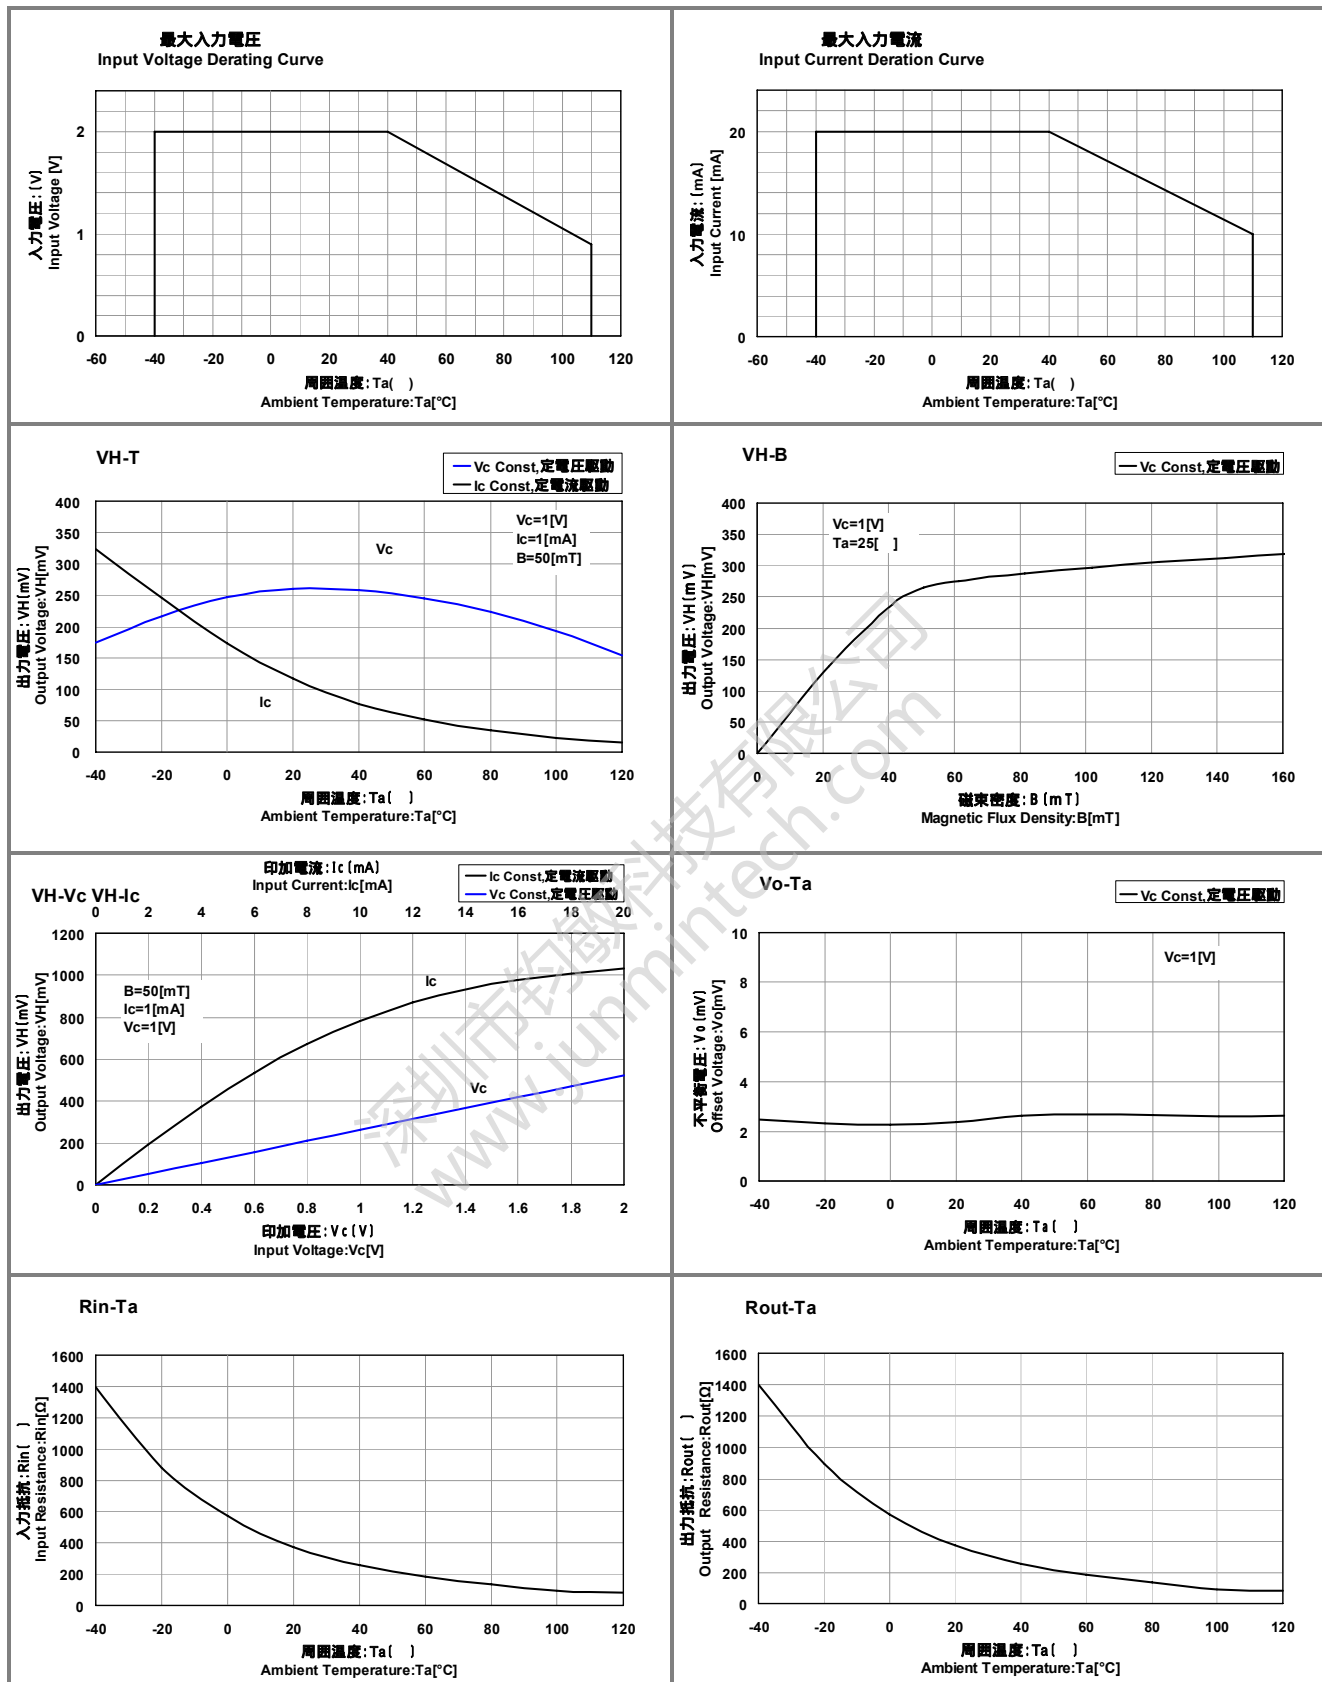 最大入力電圧
Input Voltage Derating Curve
2
1
0
-60 -40 -20 0 20 40 60 80 100 120
入力電圧:(V)
Input Voltage [V]
周囲温度:Ta( )
Ambient Temperature:Ta[°C]
最大入力電流
Input Current Deration Curve
20
10
0
-60 -40 -20 0 20 40 60 80 100 120
入力電流:(mA)
Input Current [mA]
周囲温度:Ta( )
Ambient Temperature:Ta[°C]
VH-T
Vc Const,定電圧駆動
Ic Const,定電流駆動
400
350
300
250
200
150
100
50
0
Vc=1[V]
Ic=1[mA]
B=50[mT]
Vc
Ic
-40 -20 0 20 40 60 80 100 120
出力電圧:VH(mV)
Output Voltage:VH[mV]
周囲温度:Ta( )
Ambient Temperature:Ta[°C]
VH-B
Vc Const,定電圧駆動
400
350
300
250
200
150
100
50
0
Vc=1[V]
Ta=25[ ]
0 20 40 60 80 100 120 140 160
出力電圧:VH(mV)
Output Voltage:VH[mV]
磁束密度:B(mT)
Magnetic Flux Density:B[mT]
印加電流:Ic(mA)
Input Current:Ic[mA]
Ic Const,定電流駆動
Vc Const,定電圧駆動
VH-Vc VH-Ic
0 2 4 6 8 10 12 14 16 18 20
1200
1000
800
600
400
200
0
B=50[mT]
Ic=1[mA]
Vc=1[V]
Ic
Vc
0 0.2 0.4 0.6 0.8 1 1.2 1.4 1.6 1.8 2
出力電圧:VH(mV)
Output Voltage:VH[mV]
印加電圧:Vc(V)
Input Voltage:Vc[V]
Vo-Ta
Vc Const,定電圧駆動
10
8
6
4
2
0
Vc=1[V]
-40 -20 0 20 40 60 80 100 120
不平衡電圧:Vo(mV)
Offset Voltage:Vo[mV]
周囲温度:Ta( )
Ambient Temperature:Ta[°C]
Rin-Ta
1600
1400
1200
1000
800
600
400
200
0
-40 -20 0 20 40 60 80 100 120
入力抵抗:Rin( )
Input Resistance:Rin[Ω]
周囲温度:Ta( )
Ambient Temperature:Ta[°C]
Rout-Ta
1600
1400
1200
1000
800
600
400
200
0
-40 -20 0 20 40 60 80 100 120
出力抵抗:Rout( )
Output Resistance:Rout[Ω]
周囲温度:Ta( )
Ambient Temperature:Ta[°C]
深圳市钧敏科技有限公司
www.junmintech.com